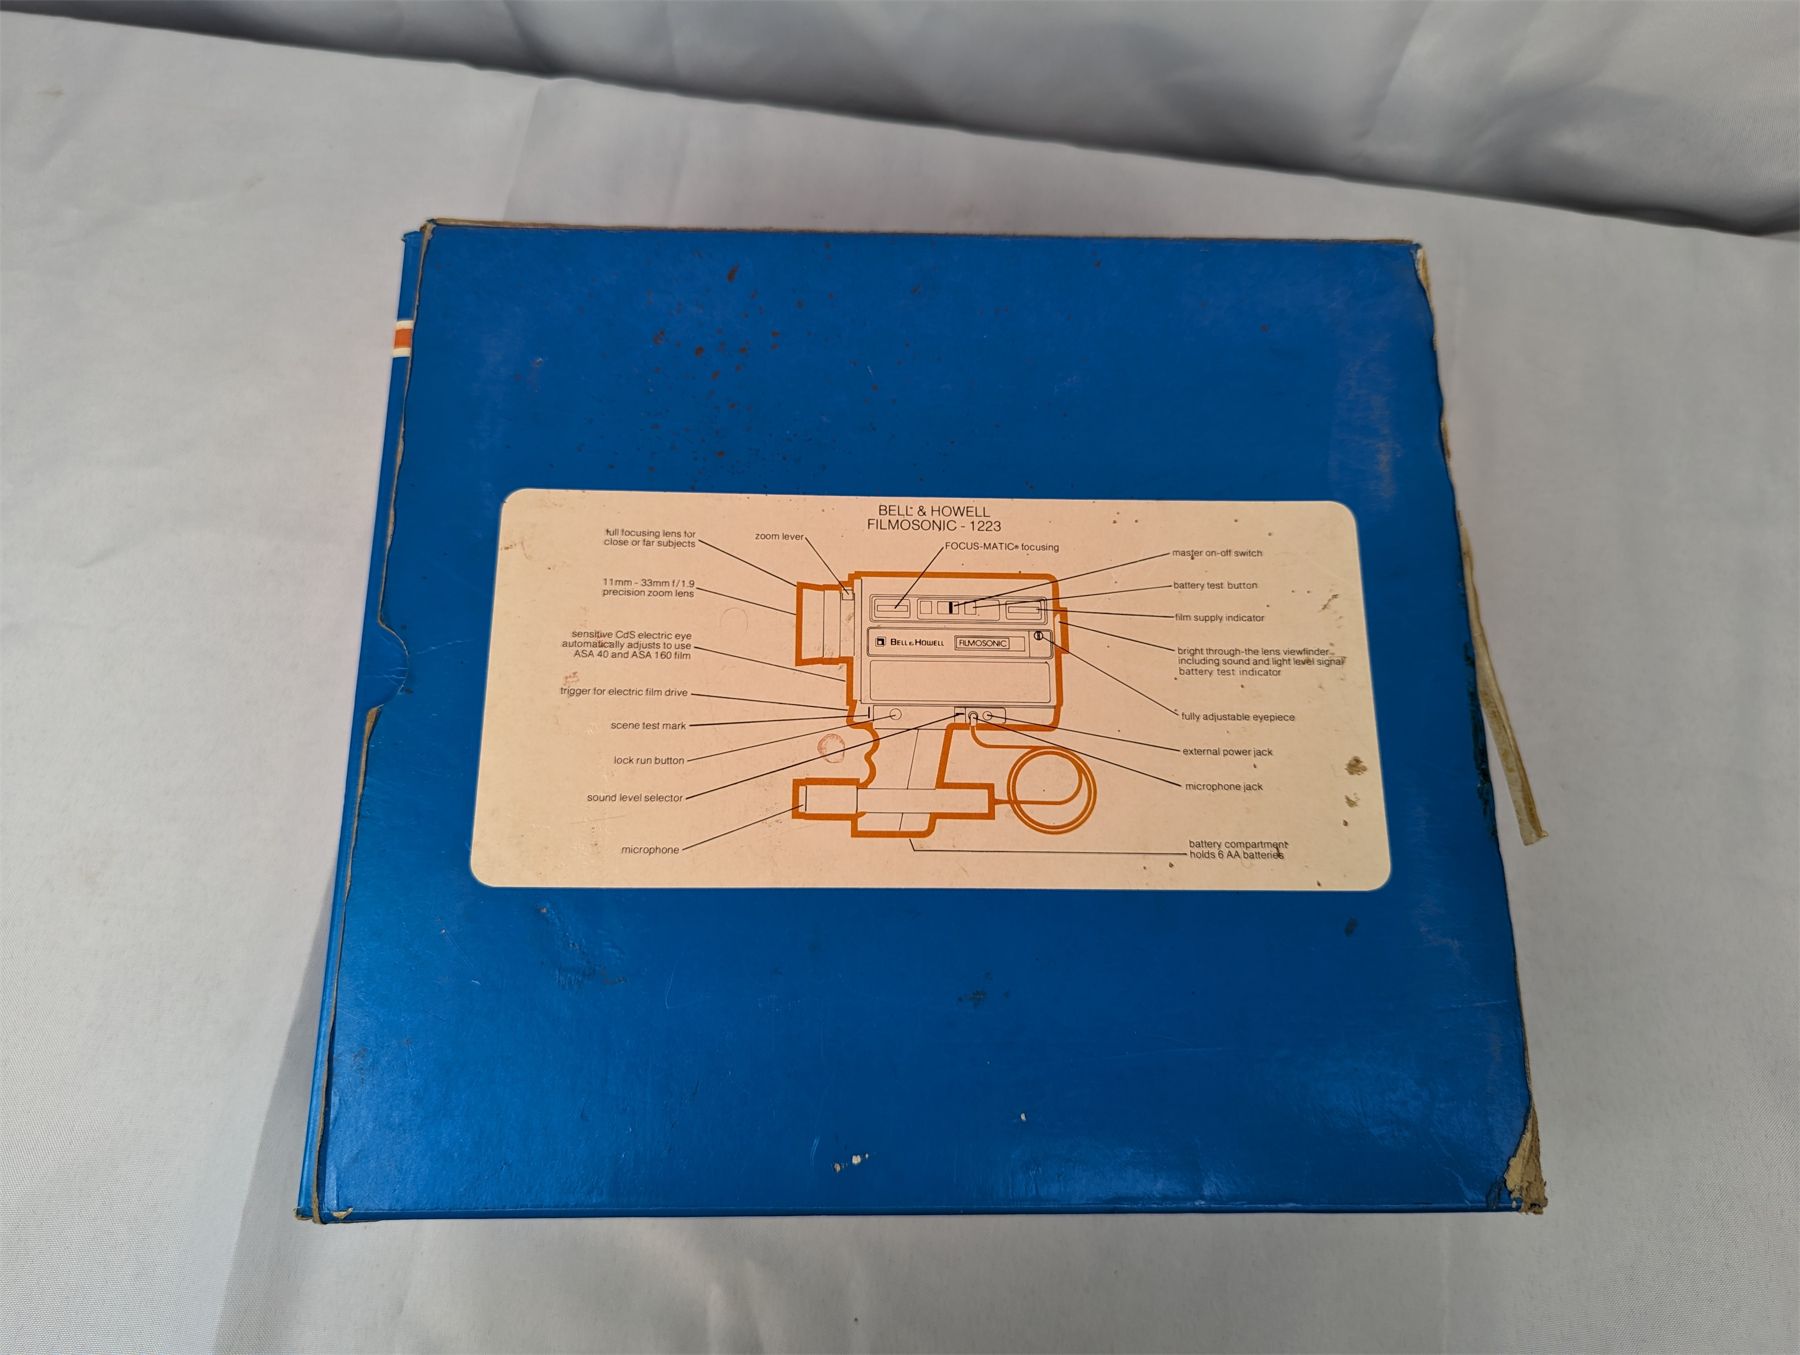 BELL & HOWELL
FILMOSONIC - 1223
full focusing lens for
close or far subjects
zoom lever
FOCUS-MATIC® focusing
master on-off switch
11mm - 33mm f/1.9
precision zoom lens
battery test button
film supply indicator
sensitive CdS electric eye
automatically adjusts to use
ASA 40 and ASA 160 film
BELL & HOWELL
FILMOSONIC
bright through-the lens viewfinder
including sound and light level signal
battery test indicator
trigger for electric film drive
scene test mark
fully adjustable eyepiece
lock run button
external power jack
sound level selector
microphone jack
microphone
battery compartment
holds 6 AA batteries